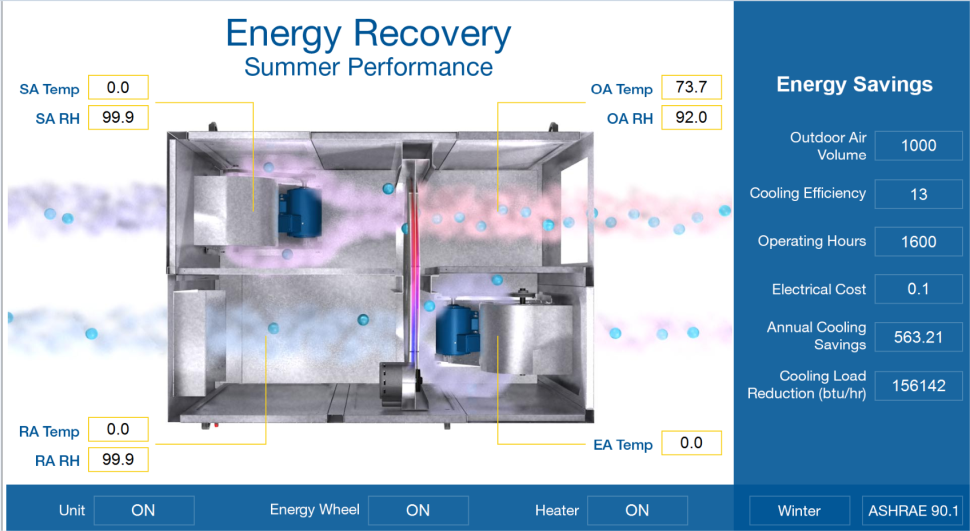 Energy Recovery
Summer Performance
SA Temp 0.0
SA RH 99.9
OA Temp 73.7
OA RH 92.0
RA Temp 0.0
RA RH 99.9
EA Temp 0.0
Energy Savings
Outdoor Air
Volume 1000
Cooling Efficiency 13
Operating Hours 1600
Electrical Cost 0.1
Annual Cooling
Savings 563.21
Cooling Load
Reduction (btu/hr) 156142
Unit ON Energy Wheel ON Heater ON Winter ASHRAE 90.1